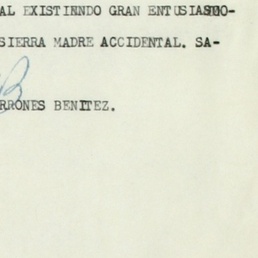 AL EXISTIENDO GRAN ENTUSIASMO-
SIERRA MADRE ACCIDENTAL. SA-
RRONES BENITEZ.